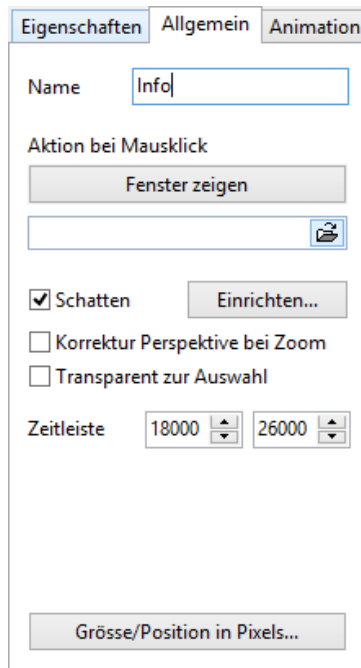 Eigenschaften Allgemein Animation
Name Info
Aktion bei Mausklick
Fenster zeigen
Schatten Einrichten...
Korrektur Perspektive bei Zoom
Transparent zur Auswahl
Zeitleiste 18000 26000
Grösse/Position in Pixels...